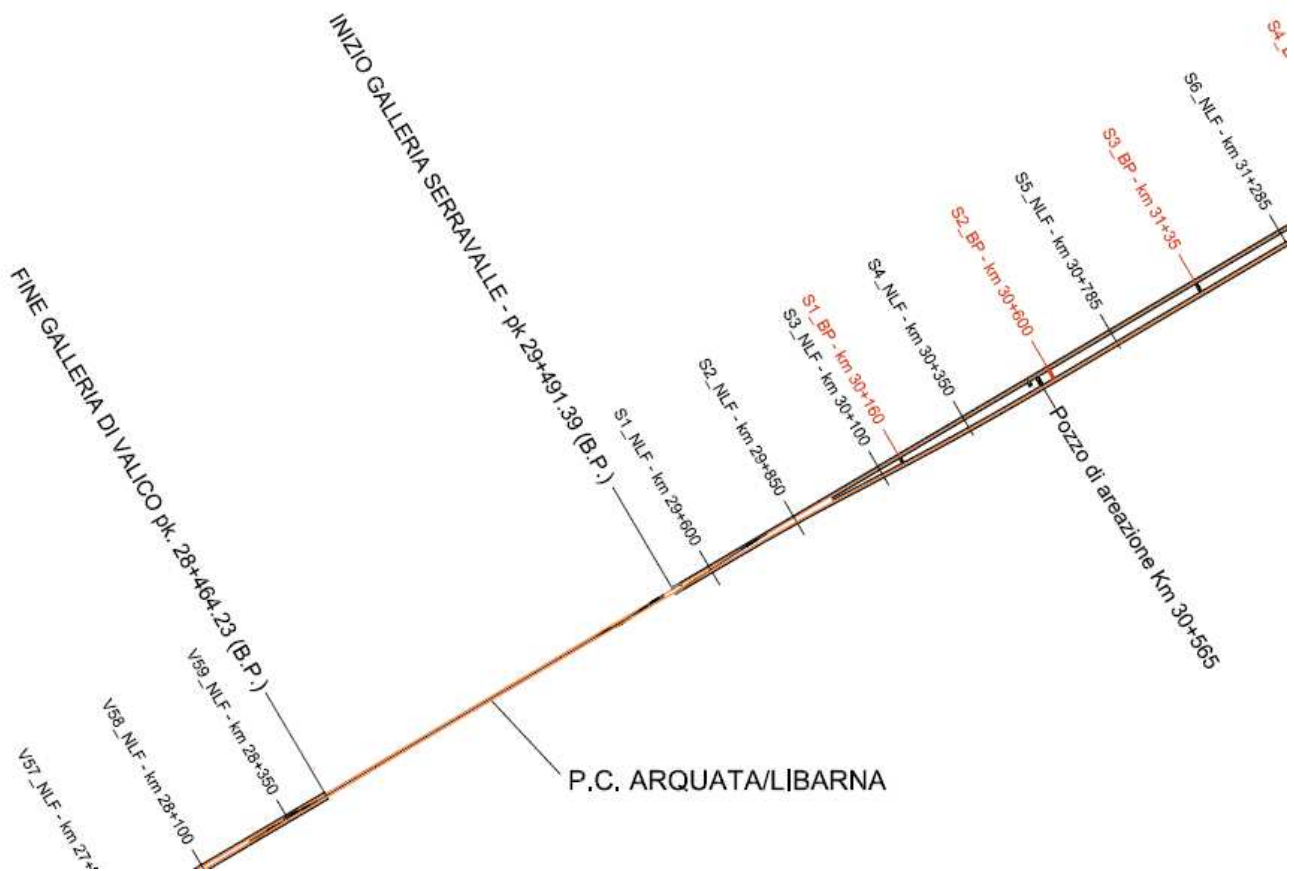 INIZIO GALLERIA SERRAVALLE - pk 29+491.39 (B.P.)
FINE GALLERIA DI VALICO pk. 28+464.23 (B.P.)
V57_NLF - km
V58_NLF - km 28+100
V59_NLF - km 28+350
P.C. ARQUATA/LIBARNA
S1_NLF - km 29+600
S2_NLF - km 29+850
S3_NLF - km 30+100
S1_BP - km 30+160
S4_NLF - km 30+350
S2_BP - km 30+600
Pozzo di areazione Km 30+565
S5_NLF - km 30+785
S3_BP - km 31+35
S6_NLF - km 31+285